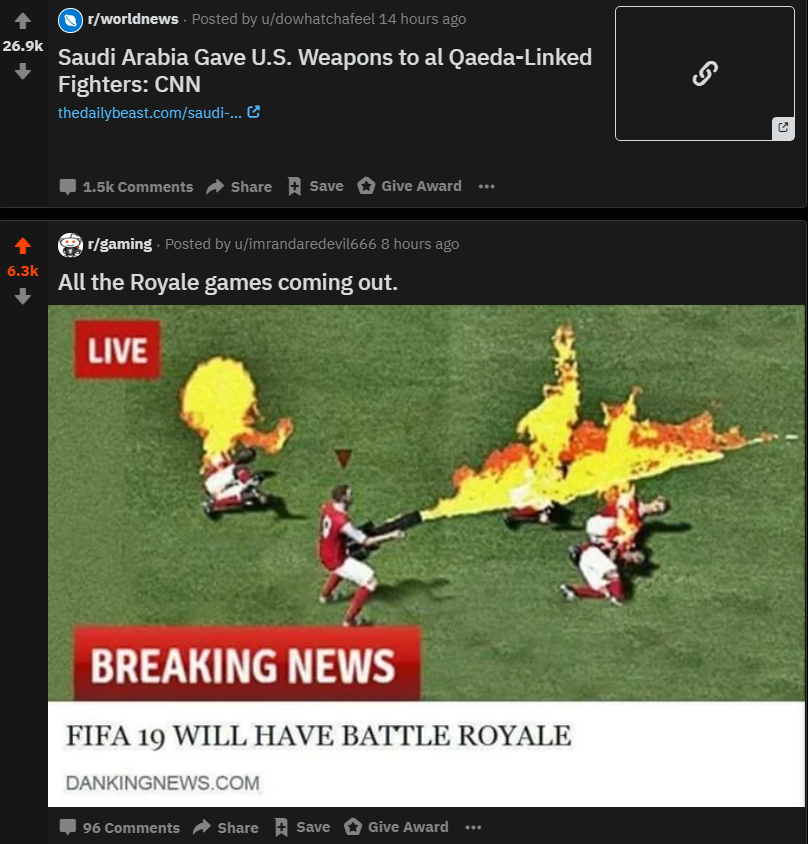 r/worldnews · Posted by u/dowhatchafeel 14 hours ago
26.9k
Saudi Arabia Gave U.S. Weapons to al Qaeda-Linked
Fighters: CNN
thedailybeast.com/saudi-...
1.5k Comments Share Save Give Award ...
r/gaming · Posted by u/imrandaredevil666 8 hours ago
6.3k
All the Royale games coming out.
LIVE
BREAKING NEWS
FIFA 19 WILL HAVE BATTLE ROYALE
DANKINGNEWS.COM
96 Comments Share Save Give Award ...